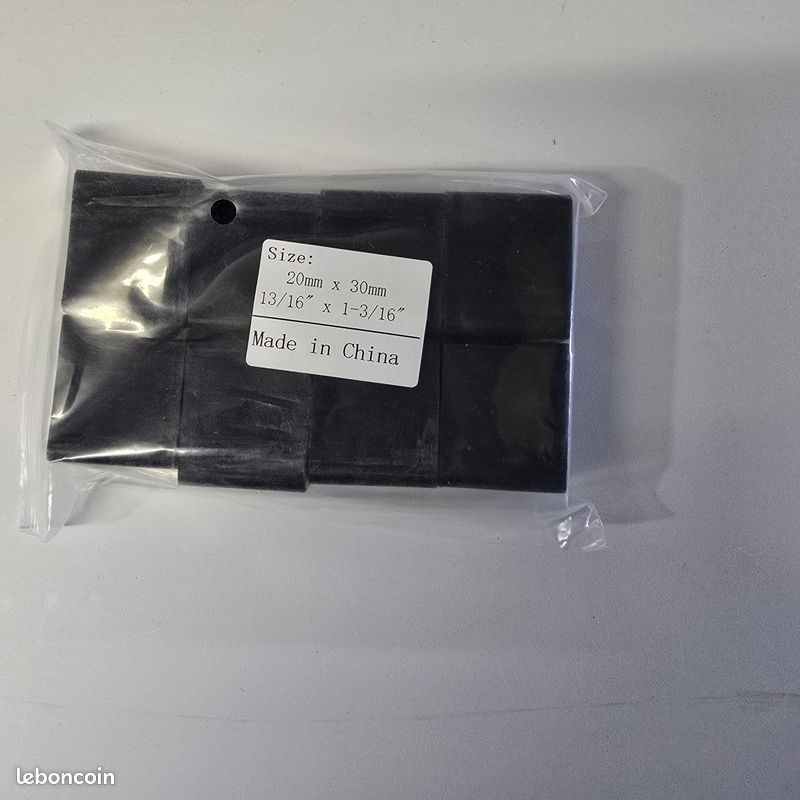 Size:
20mm x 30mm
13/16" x 1-3/16"
Made in China
leboncoin